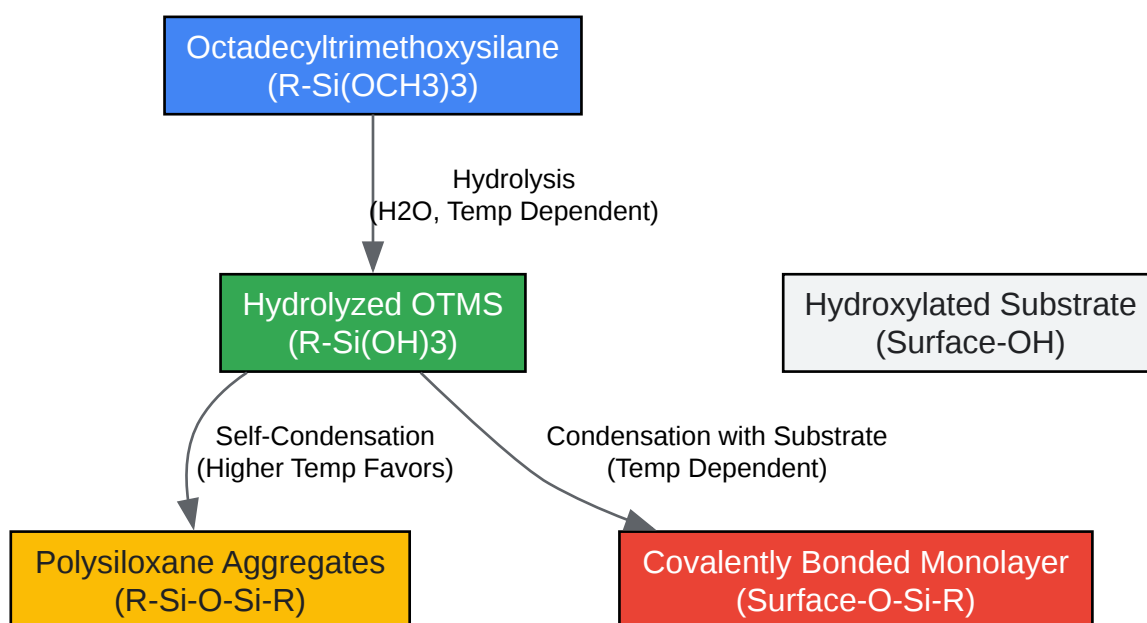 Octadecyltrimethoxysilane
(R-Si(OCH3)3)
Hydrolysis
(H2O, Temp Dependent)
Hydrolyzed OTMS
(R-Si(OH)3)
Hydroxylated Substrate
(Surface-OH)
Self-Condensation
(Higher Temp Favors)
Condensation with Substrate
(Temp Dependent)
Polysiloxane Aggregates
(R-Si-O-Si-R)
Covalently Bonded Monolayer
(Surface-O-Si-R)